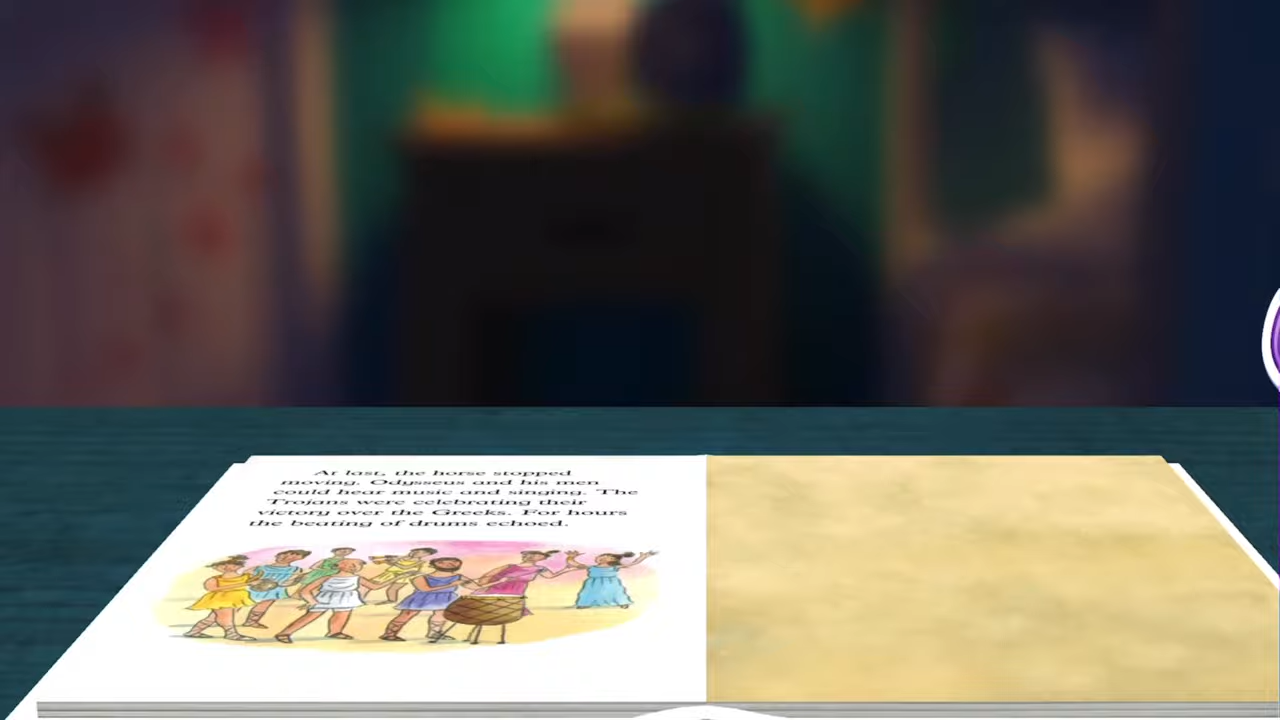 At last, the horse stopped
moving. Odysseus and his men
could hear music and singing. The
Trojans were celebrating their
victory over the Greeks. For hours
the beating of drums echoed.